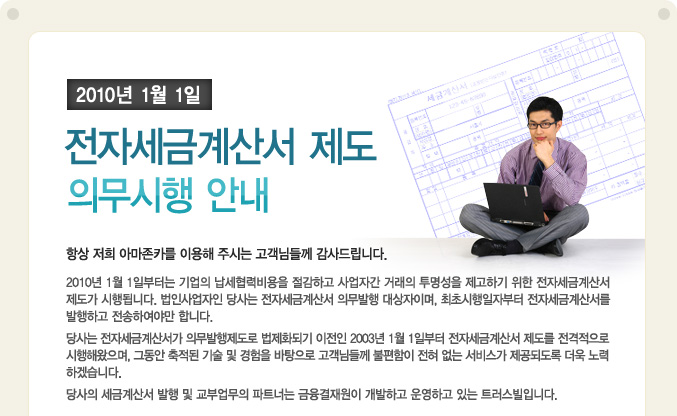 2010년 1월 1일
전자세금계산서 제도
의무시행 안내
세금계산서
항상 저희 아마존카를 이용해 주시는 고객님들께 감사드립니다.
2010년 1월 1일부터는 기업의 납세협력비용을 절감하고 사업자간 거래의 투명성을 제고하기 위한 전자세금계산서
제도가 시행됩니다. 법인사업자인 당사는 전자세금계산서 의무발행 대상자이며, 최초시행일자부터 전자세금계산서를
발행하고 전송하여야만 합니다.
당사는 전자세금계산서가 의무발행제도로 법제화되기 이전인 2003년 1월 1일부터 전자세금계산서 제도를 전격적으로
시행해왔으며, 그동안 축적된 기술 및 경험을 바탕으로 고객님들께 불편함이 전혀 없는 서비스가 제공되도록 더욱 노력
하겠습니다.
당사의 세금계산서 발행 및 교부업무의 파트너는 금융결재원이 개발하고 운영하고 있는 트러스빌입니다.